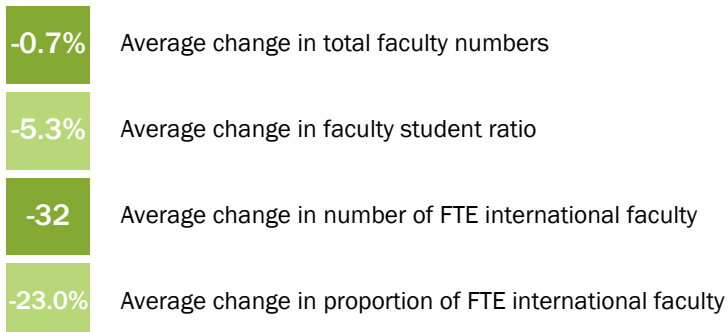 -0.7% Average change in total faculty numbers
-5.3% Average change in faculty student ratio
-32 Average change in number of FTE international faculty
-23.0% Average change in proportion of FTE international faculty